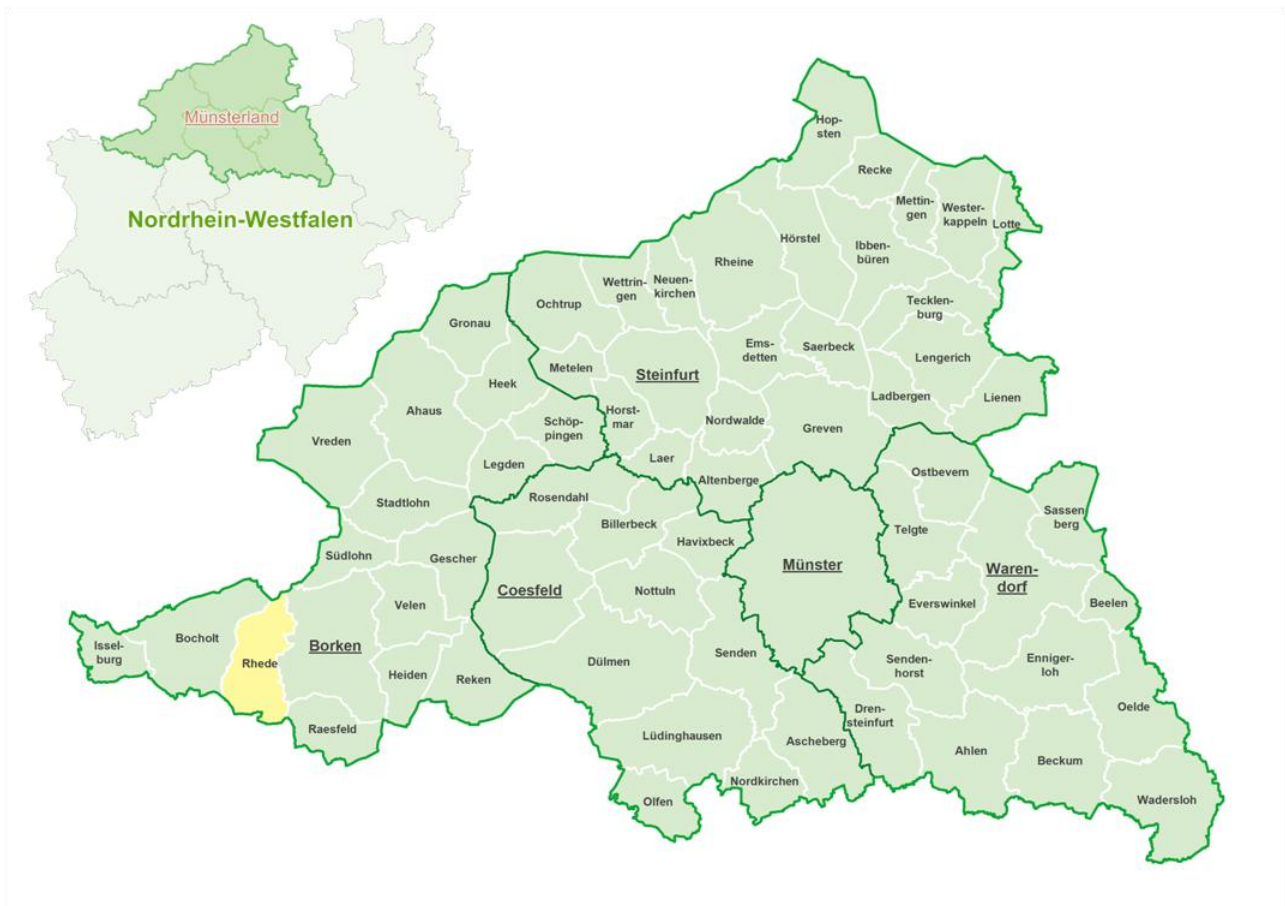 Münsterland
Nordrhein-Westfalen
Hop-
sten
Recke
Mettin-
gen
Wester-
kappeln
Lotte
Hörstel
Ibben-
büren
Rheine
Wettrin-
gen
Neuen-
kirchen
Ochtrup
Tecklen-
burg
Gronau
Ems-
detten
Saerbeck
Lengerich
Metelen
Steinfurt
Heek
Ladbergen
Lienen
Ahaus
Horst-
mar
Nordwalde
Greven
Schöp-
pingen
Vreden
Legden
Laer
Altenberge
Ostbevern
Stadtlohn
Rosendahl
Billerbeck
Havixbeck
Telgte
Sassen
berg
Südlohn
Gescher
Münster
Waren-
dorf
Coesfeld
Nottuln
Velen
Everswinkel
Beelen
Issel-
burg
Bocholt
Rhede
Borken
Heiden
Reken
Dülmen
Senden
Senden-
horst
Enniger-
loh
Oelde
Raesfeld
Lüdinghausen
Ascheberg
Dren-
steinfurt
Ahlen
Beckum
Olfen
Nordkirchen
Wadersloh